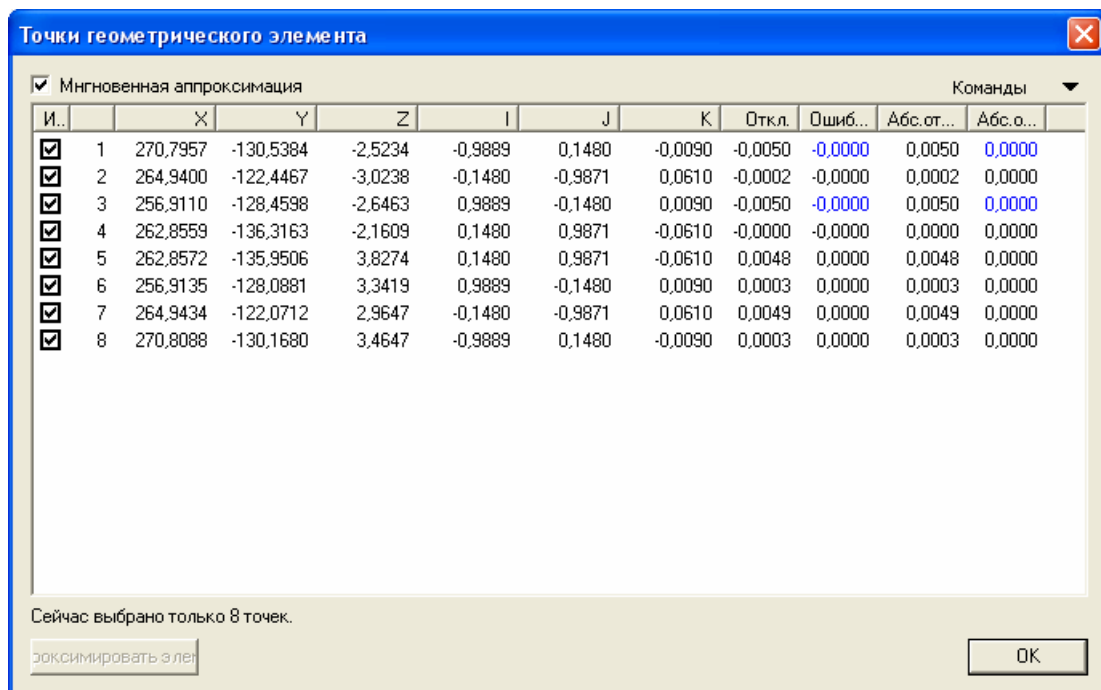 Точки геометрического элемента
Мнгновенная аппроксимация Команды
И.. X Y Z I J K Откл. Ошиб... Абс.от... Абс.о...
1 270,7957 -130,5384 -2,5234 -0,9889 0,1480 -0,0090 -0,0050 -0,0000 0,0050 0,0000
2 264,9400 -122,4467 -3,0238 -0,1480 -0,9871 0,0610 -0,0002 -0,0000 0,0002 0,0000
3 256,9110 -128,4598 -2,6463 0,9889 -0,1480 0,0090 -0,0050 -0,0000 0,0050 0,0000
4 262,8559 -136,3163 -2,1609 0,1480 0,9871 -0,0610 -0,0000 -0,0000 0,0000 0,0000
5 262,8572 -135,9506 3,8274 0,1480 0,9871 -0,0610 0,0048 0,0000 0,0048 0,0000
6 256,9135 -128,0881 3,3419 0,9889 -0,1480 0,0090 0,0003 0,0000 0,0003 0,0000
7 264,9434 -122,0712 2,9647 -0,1480 -0,9871 0,0610 0,0049 0,0000 0,0049 0,0000
8 270,8088 -130,1680 3,4647 -0,9889 0,1480 -0,0090 0,0003 0,0000 0,0003 0,0000
Сейчас выбрано только 8 точек.
роксимировать элем OK